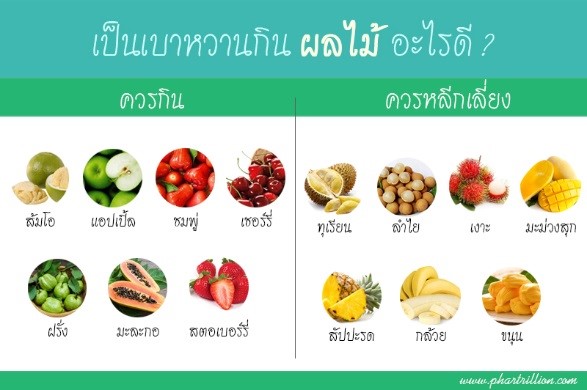 เป็นเบาหวานกิน ผลไม้ อะไรดี ?
ควรกิน
ควรหลีกเลี่ยง
ส้มโอ
แอปเปิ้ล
ชมพู่
เชอร์รี่
ทุเรียน
ลำไย
เงาะ
มะม่วงสุก
ฝรั่ง
มะละกอ
สตอเบอร์รี่
สัปปะรด
กล้วย
ขนุน
www.phartrillion.com